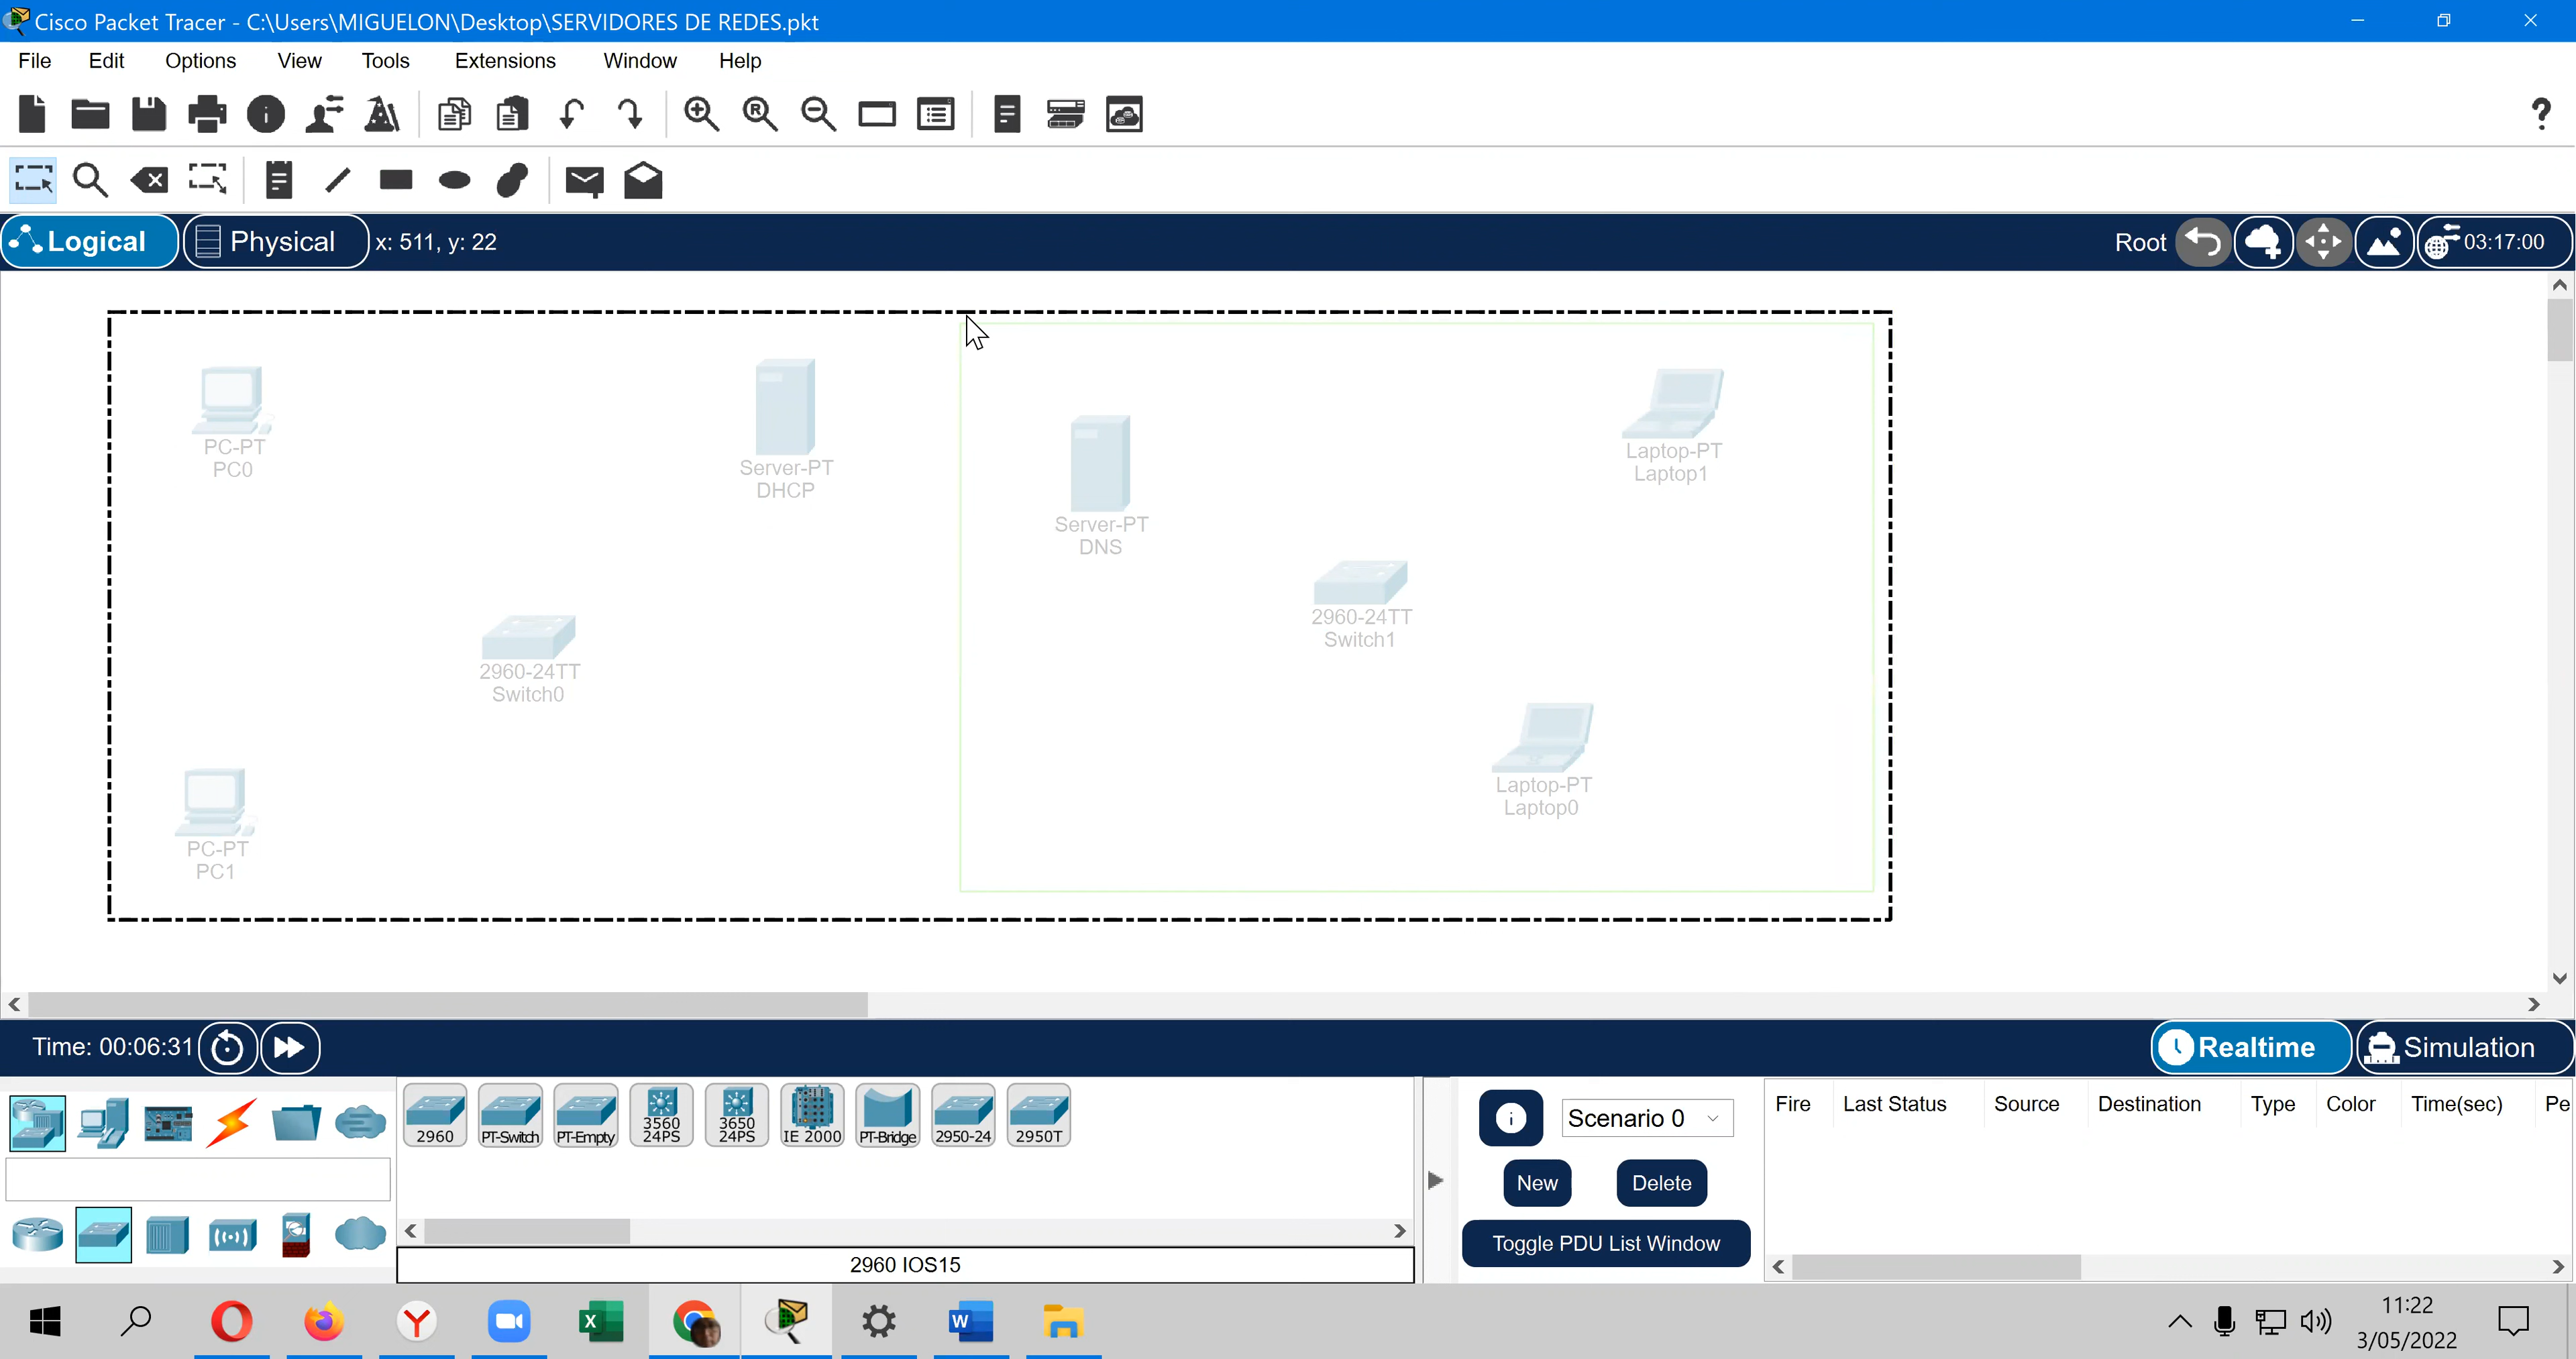 Cisco Packet Tracer - C:\Users\MIGUELON\Desktop\SERVIDORES DE REDES.pkt
File Edit Options View Tools Extensions Window Help
Logical Physical x: 511, y: 22 Root 03:17:00
PC-PT
PC0
Server-PT
DHCP
Server-PT
DNS
Laptop-PT
Laptop1
2960-24TT
Switch1
2960-24TT
Switch0
Laptop-PT
Laptop0
PC-PT
PC1
Time: 00:06:31 Realtime Simulation
2960 PT-Switch PT-Empty 3560 24PS 3650 24PS IE 2000 PT-Bridge 2950-24 2950T
2960 IOS15
Scenario 0
New Delete
Toggle PDU List Window
Fire Last Status Source Destination Type Color Time(sec) Pe
11:22
3/05/2022